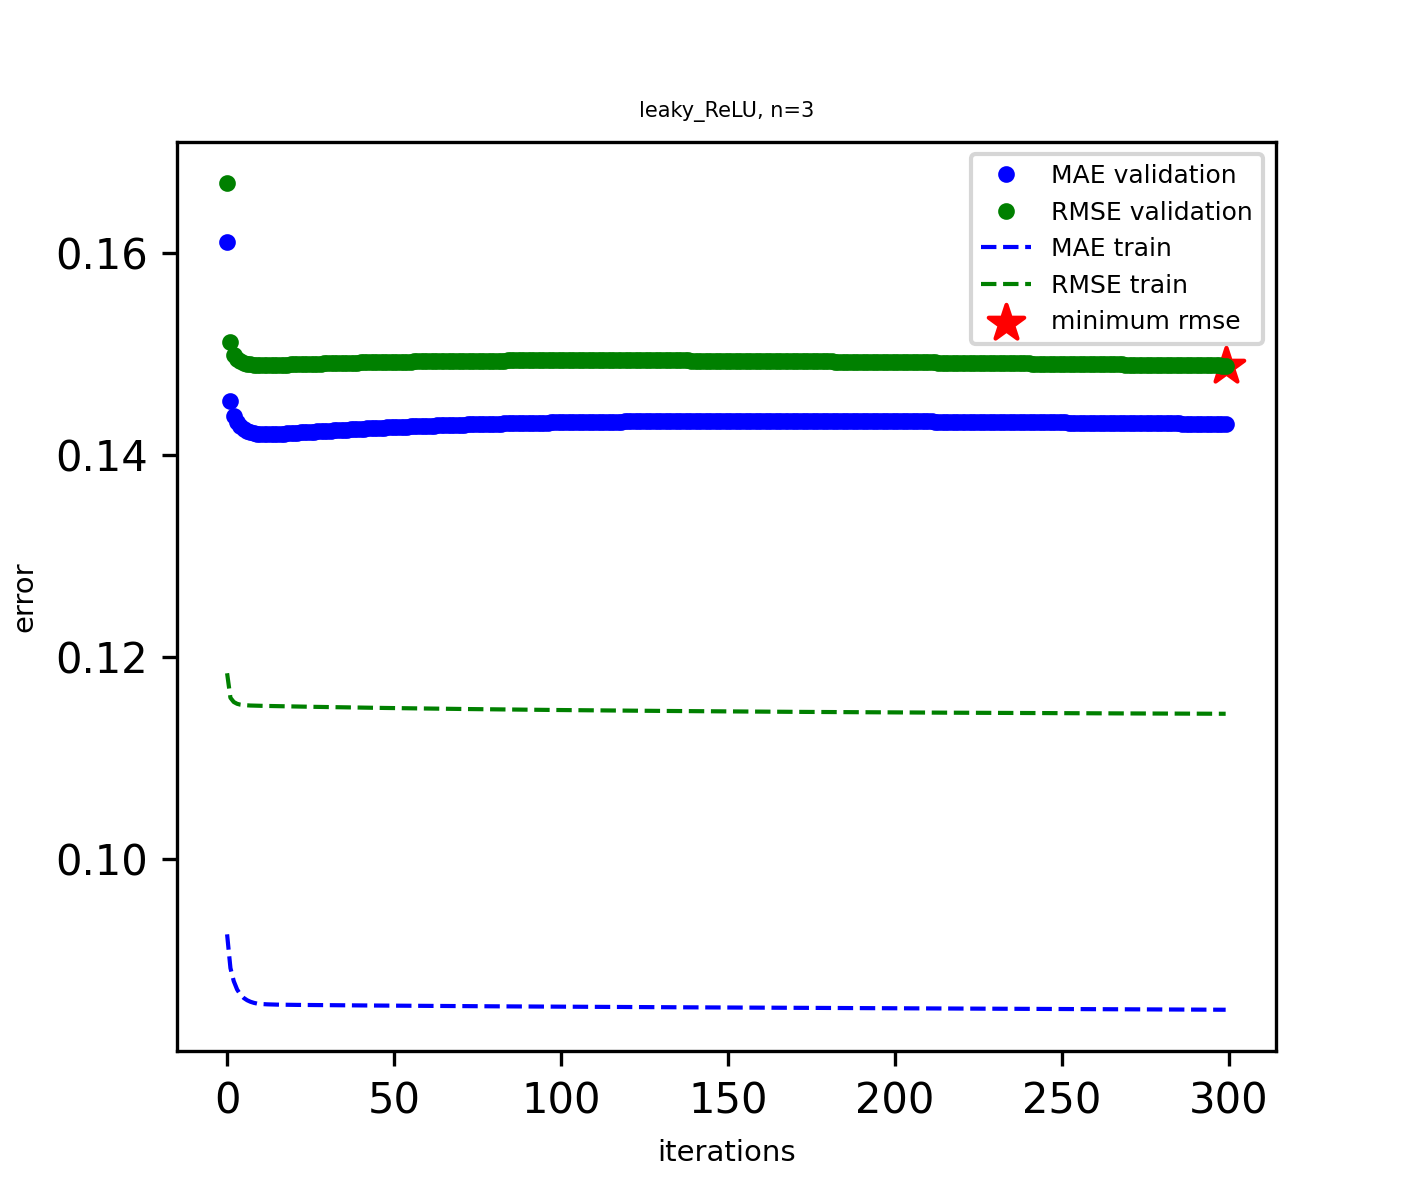 leaky_ReLU, n=3
MAE validation
RMSE validation
MAE train
RMSE train
minimum rmse
0.16
0.14
0.12
0.10
error
0 50 100 150 200 250 300
iterations